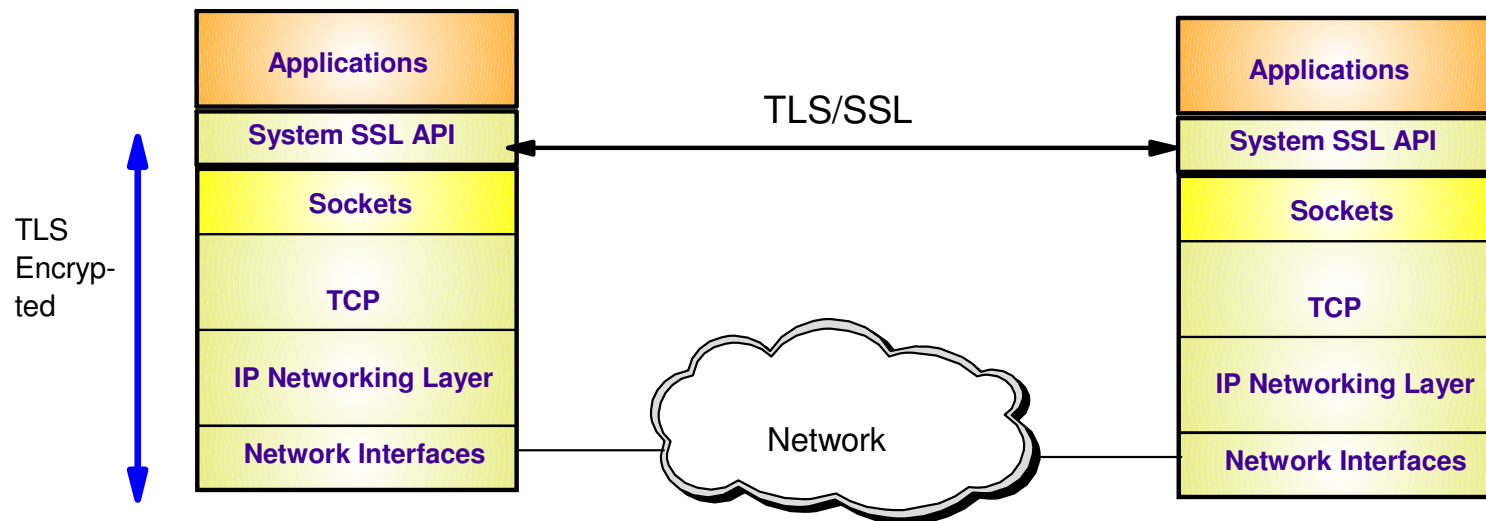 Applications
System SSL API
Sockets
TCP
IP Networking Layer
Network Interfaces
TLS
Encryp-
ted
TLS/SSL
Network
Applications
System SSL API
Sockets
TCP
IP Networking Layer
Network Interfaces